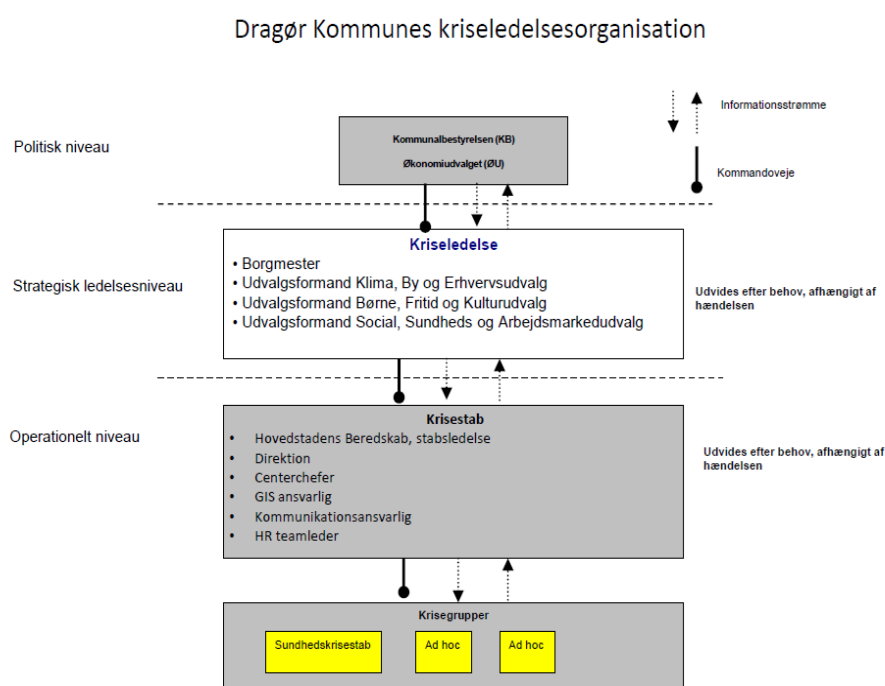 Dragør Kommunes kriseledelsesorganisation
Informationsstrømme
Kommandoveje
Politisk niveau
Kommunalbestyrelsen (KB)
Økonomiudvalget (ØU)
Strategisk ledelsesniveau
Kriseledelse
• Borgmester
• Udvalgsformand Klima, By og Erhvervsudvalg
• Udvalgsformand Børne, Fritid og Kulturudvalg
• Udvalgsformand Social, Sundheds og Arbejdsmarkedudvalg
Udvides efter behov, afhængigt af
hændelsen
Operationelt niveau
Krisestab
• Hovedstadens Beredskab, stabsledelse
• Direktion
• Centerchefer
• GIS ansvarlig
• Kommunikationsansvarlig
• HR teamleder
Udvides efter behov, afhængigt af
hændelsen
Krisegrupper
Sundhedskrisestab
Ad hoc
Ad hoc